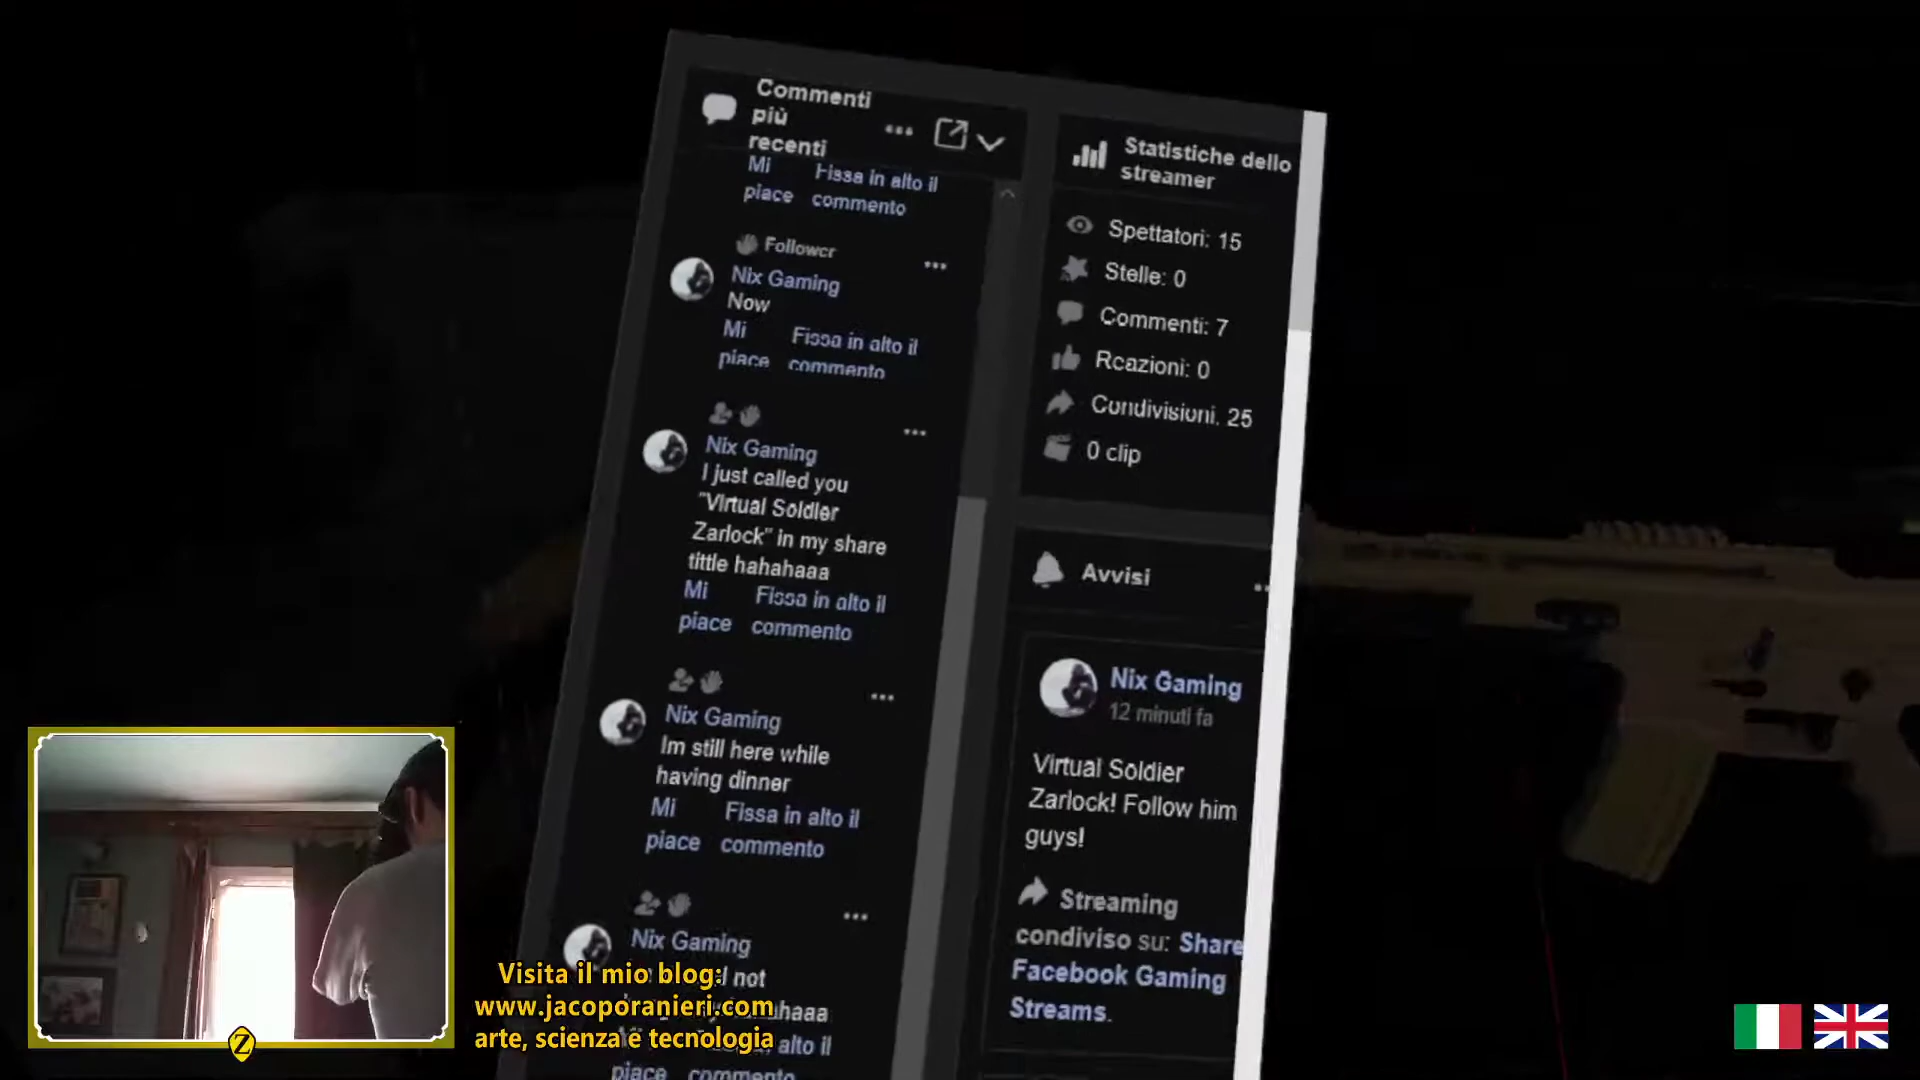 Commenti
più
recenti
Mi
piace
Fissa in alto il
commento
Follower
Nix Gaming
Now
Mi
piace
Fissa in alto il
commento
Nix Gaming
I just called you
"Virtual Soldier
Zarlock" in my share
tittle hahahaaa
Mi
piace
Fissa in alto il
commento
Nix Gaming
Im still here while
having dinner
Mi
piace
Fissa in alto il
commento
Nix Gaming
not
alto il
piace
commento
Statistiche dello
streamer
Spettatori: 15
Stelle: 0
Commenti: 7
Reazioni: 0
Condivisioni: 25
0 clip
Avvisi
Nix Gaming
12 minuti fa
Virtual Soldier
Zarlock! Follow him
guys!
Streaming
condiviso su: Share
Facebook Gaming
Streams.
Visita il mio blog:
www.jacoporanieri.com
arte, scienza e tecnologia
Z